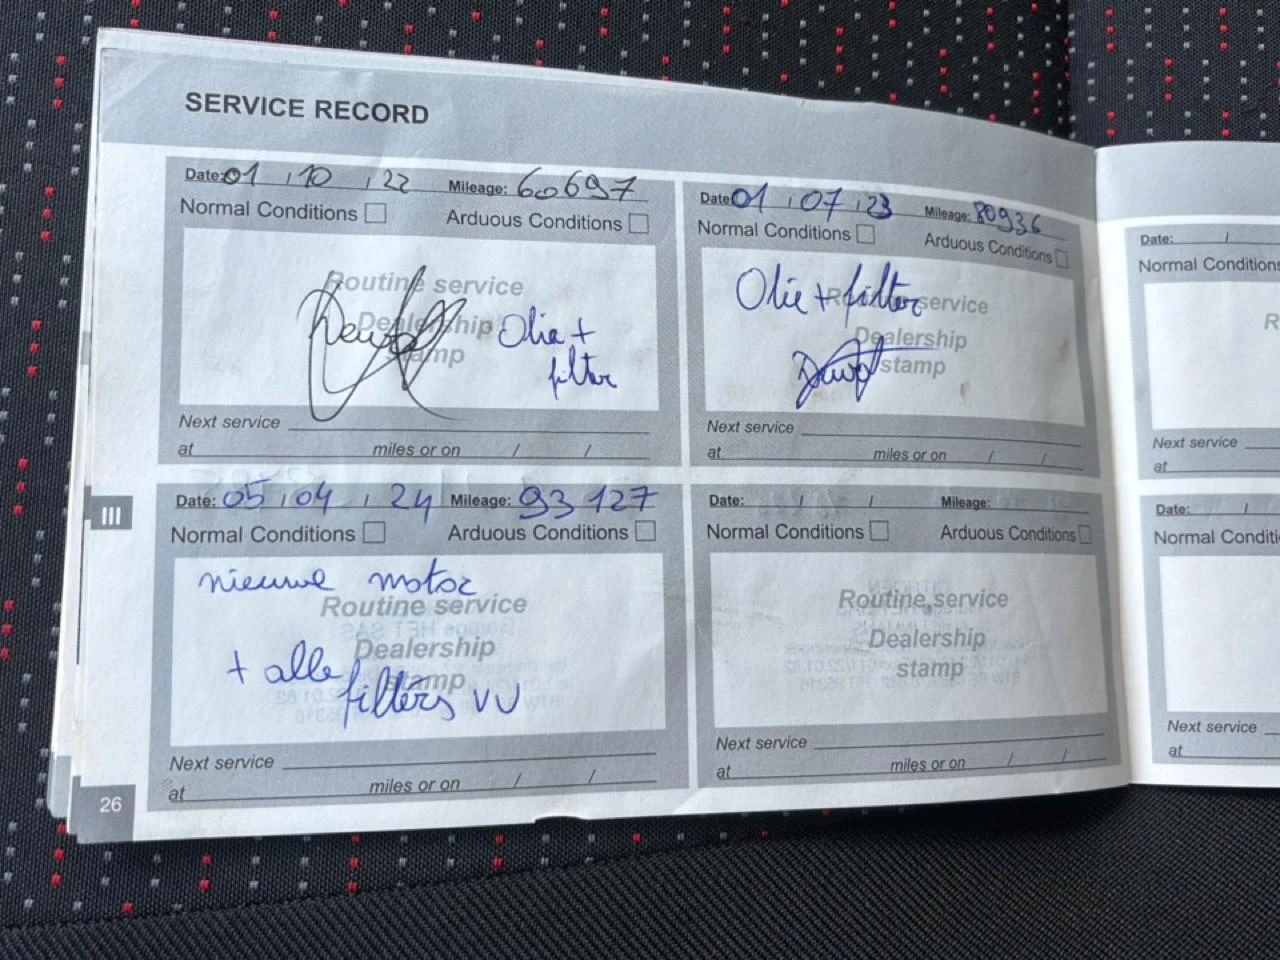 SERVICE RECORD
Date: 01 / 10 / 22 Mileage: 60697
Normal Conditions Arduous Conditions
Routine service
Dealership
stamp
Olie +
filter
Next service
at miles or on / /
Date: 01 / 07 / 23 Mileage: 80936
Normal Conditions Arduous Conditions
Olie + filter
Routine service
Dealership
stamp
Next service
at miles or on / /
Date: 05 / 04 / 24 Mileage: 93 127
Normal Conditions Arduous Conditions
nieuwe motor
Routine service
+ alle
Dealership
stamp
filters VV
Next service
at miles or on / /
Date: / / Mileage:
Normal Conditions Arduous Conditions
Routine service
Dealership
stamp
Next service
at miles or on / /
III
26
Date: /
Normal Conditions
R
Next service
at
Date: /
Normal Conditi
Next service
at